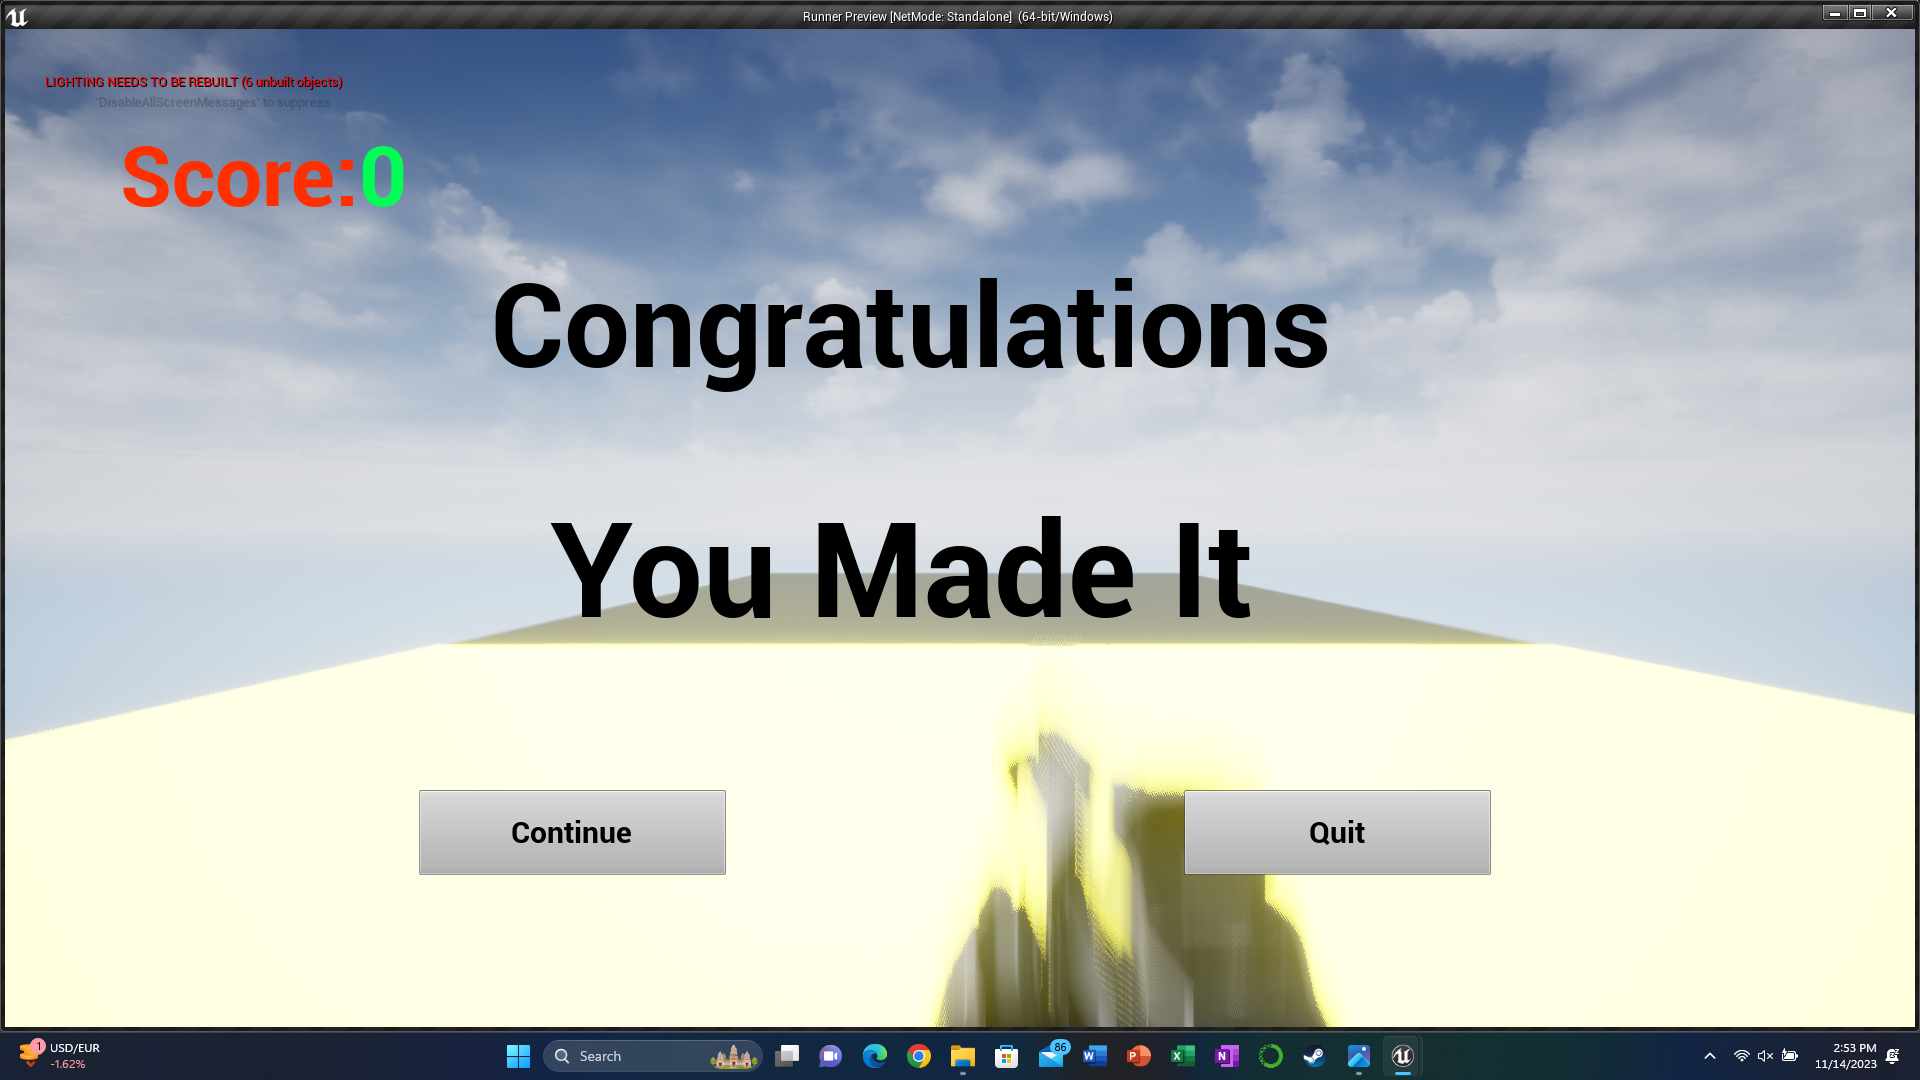 Runner Preview [NetMode: Standalone] (64-bit/Windows)
LIGHTING NEEDS TO BE REBUILT (6 unbuilt objects)
'DisableAllScreenMessages' to suppress
Score:0
Congratulations
You Made It
Continue
Quit
1
USD/EUR
-1.62%
Search
86
2:53 PM
11/14/2023